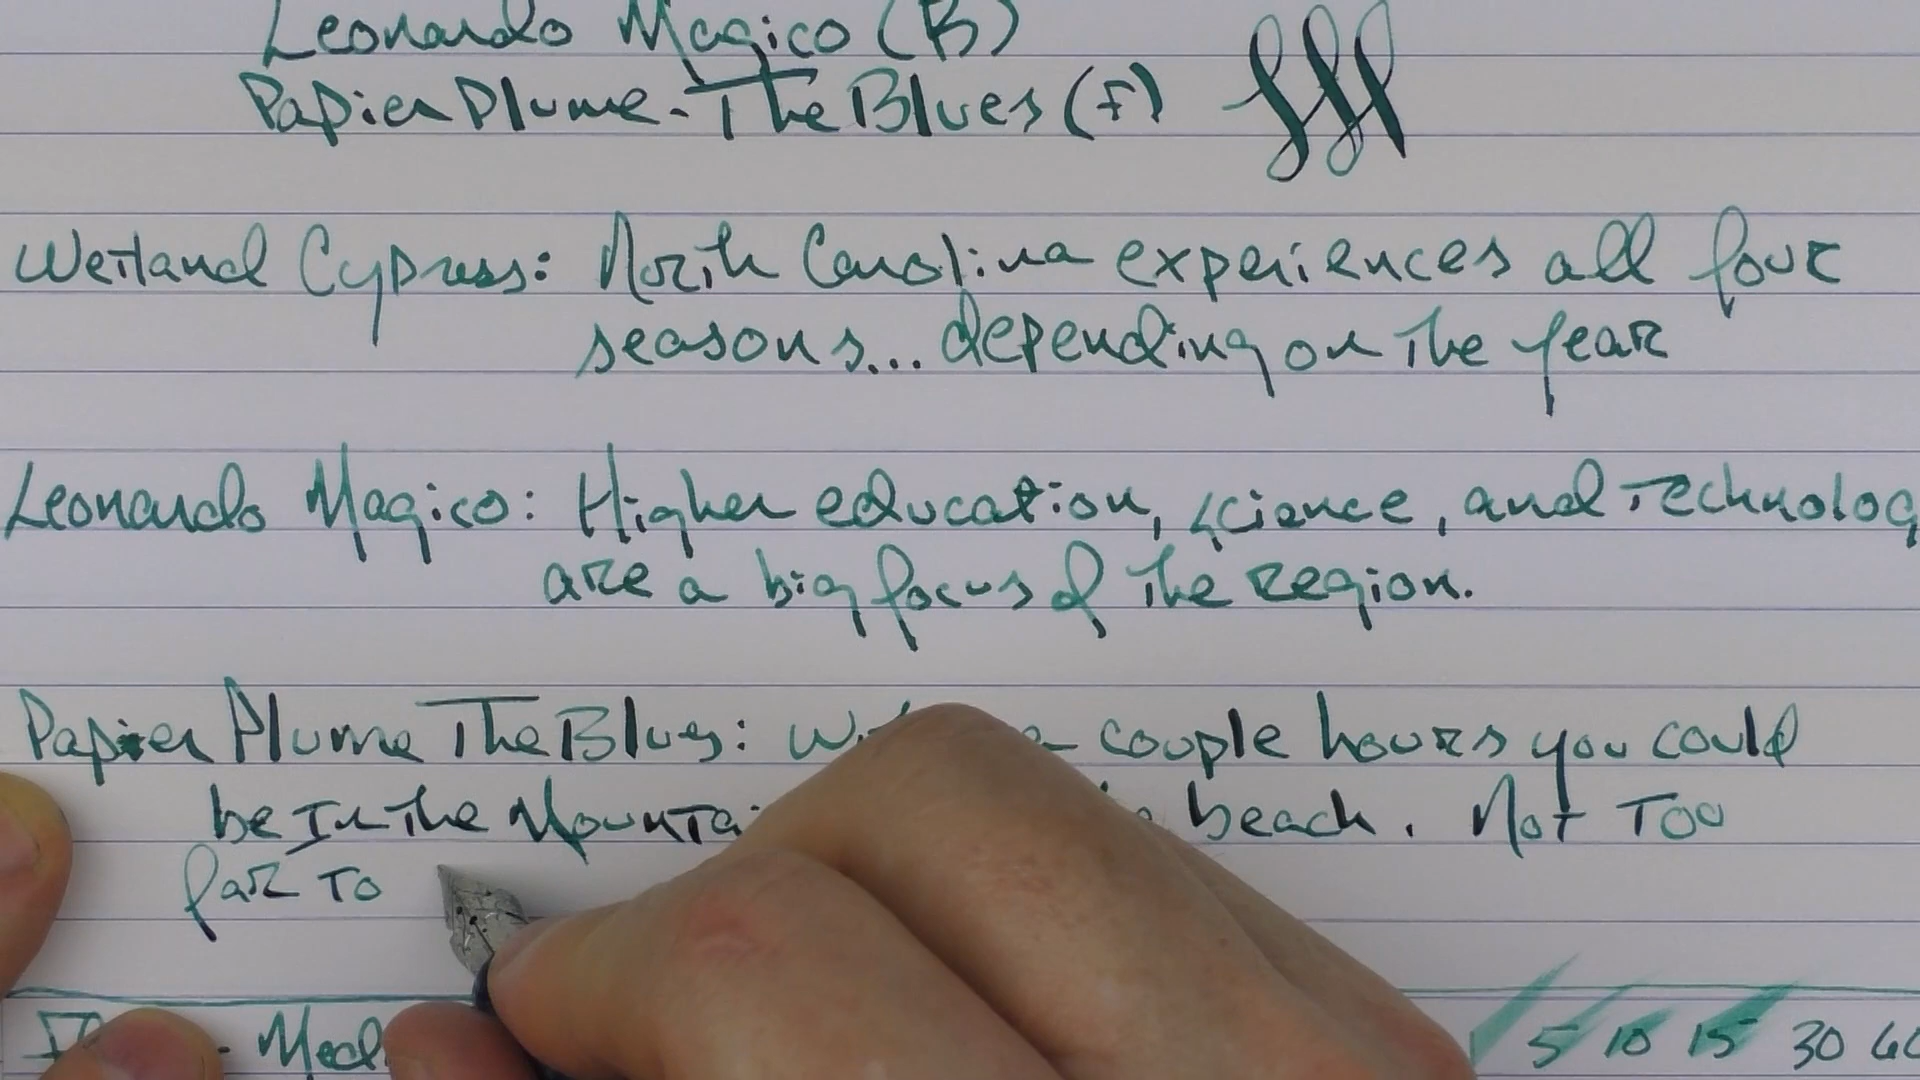 Leonardo Magico (B)
Papier Plume - The Blues (F) fff
Wetland Cypress: North Carolina experiences all four
seasons... depending on the year
Leonardo Magico: Higher education, science, and technolog
are a big focus of the region.
Papier Plume The Blues: couple hours you could
be In the beach. Not Too
far To
5 10 15 30 60